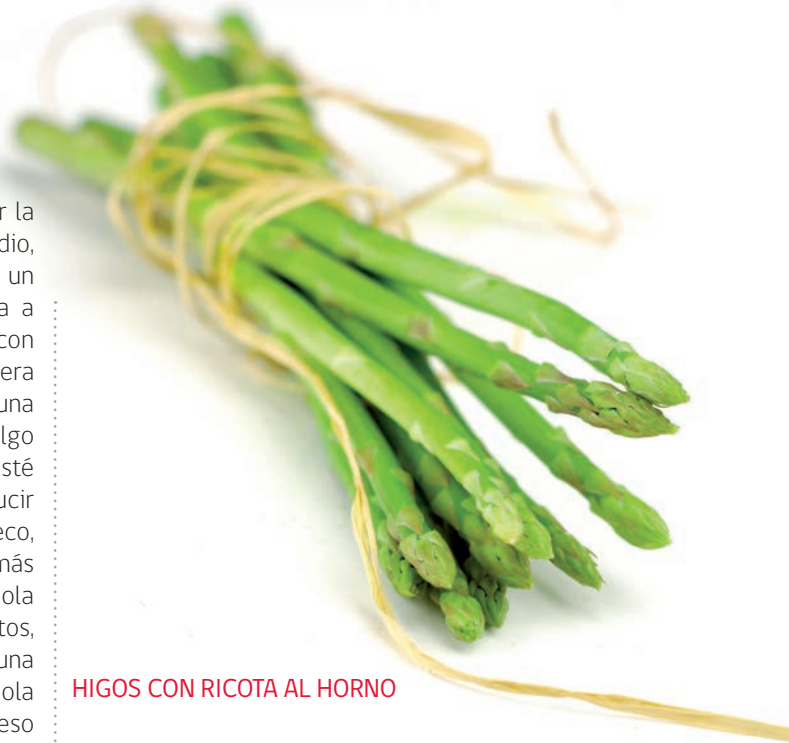 r la
dio,
un
a a
con
era
una
lgo
sté
ucir
eco,
más
ola
tos,
una
ola
eso
HIGOS CON RICOTA AL HORNO